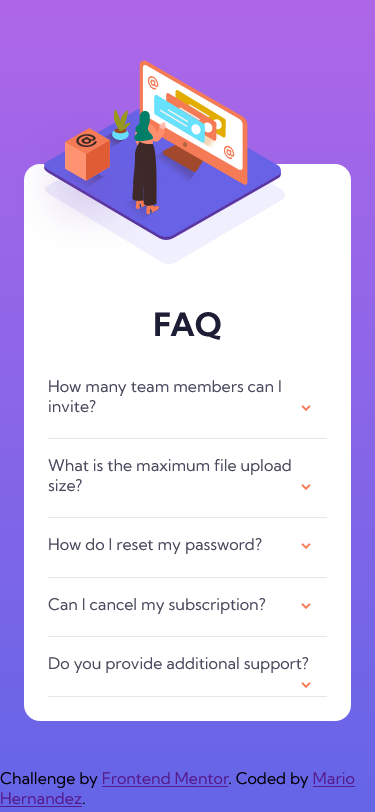 @
@
@
FAQ
How many team members can I
invite?
What is the maximum file upload
size?
How do I reset my password?
Can I cancel my subscription?
Do you provide additional support?
Challenge by Frontend Mentor. Coded by Mario
Hernandez.